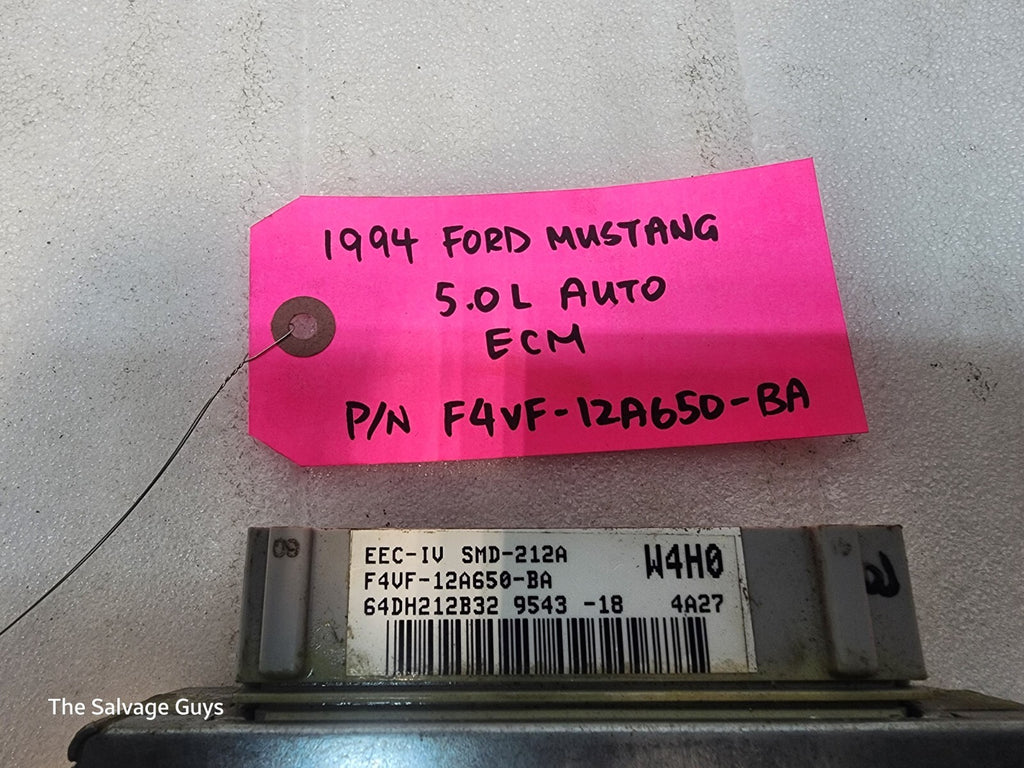 1994 FORD MUSTANG
5.0L AUTO
ECM
P/N F4VF-12A650-BA
09
EEC-IV SMD-212A
W4H0
F4VF-12A650-BA
64DH212B32 9543 -18 4A27
The Salvage Guys